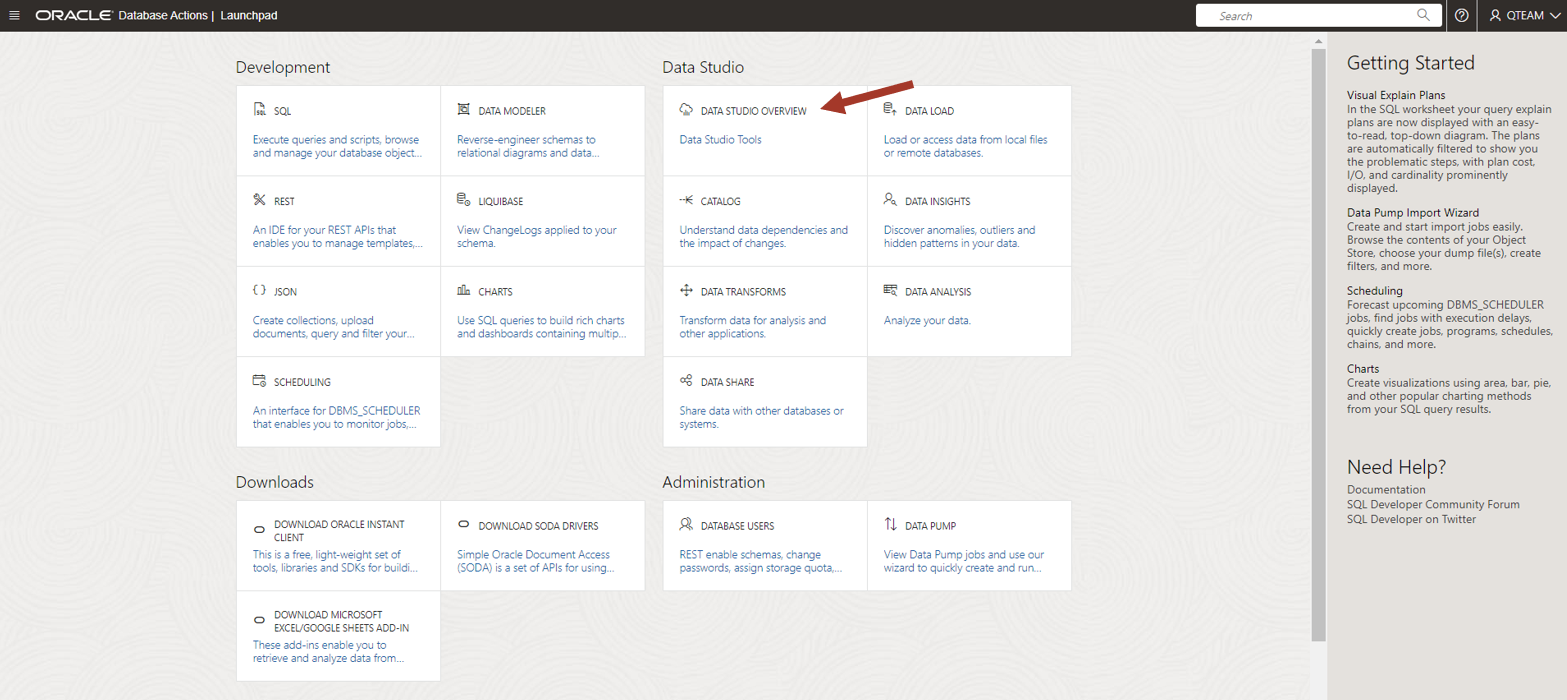 ORACLE Database Actions | Launchpad
Search
QTEAM
Development
SQL
Execute queries and scripts, browse
and manage your database object...
DATA MODELER
Reverse-engineer schemas to
relational diagrams and data...
REST
An IDE for your REST APIs that
enables you to manage templates,...
LIQUIBASE
View ChangeLogs applied to your
schema.
JSON
Create collections, upload
documents, query and filter your...
CHARTS
Use SQL queries to build rich charts
and dashboards containing multip...
SCHEDULING
An interface for DBMS_SCHEDULER
that enables you to monitor jobs,...
Data Studio
DATA STUDIO OVERVIEW
Data Studio Tools
DATA LOAD
Load or access data from local files
or remote databases.
CATALOG
Understand data dependencies and
the impact of changes.
DATA INSIGHTS
Discover anomalies, outliers and
hidden patterns in your data.
DATA TRANSFORMS
Transform data for analysis and
other applications.
DATA ANALYSIS
Analyze your data.
DATA SHARE
Share data with other databases or
systems.
Downloads
DOWNLOAD ORACLE INSTANT
CLIENT
This is a free, light-weight set of
tools, libraries and SDKs for buildi...
DOWNLOAD SODA DRIVERS
Simple Oracle Document Access
(SODA) is a set of APIs for using...
DOWNLOAD MICROSOFT
EXCEL/GOOGLE SHEETS ADD-IN
These add-ins enable you to
retrieve and analyze data from...
Administration
DATABASE USERS
REST enable schemas, change
passwords, assign storage quota,...
DATA PUMP
View Data Pump jobs and use our
wizard to quickly create and run...
Getting Started
Visual Explain Plans
In the SQL worksheet your query explain
plans are now displayed with an easy-
to-read, top-down diagram. The plans
are automatically filtered to show you
the problematic steps, with plan cost,
I/O, and cardinality prominently
displayed.
Data Pump Import Wizard
Create and start import jobs easily.
Browse the contents of your Object
Store, choose your dump file(s), create
filters, and more.
Scheduling
Forecast upcoming DBMS_SCHEDULER
jobs, find jobs with execution delays,
quickly create jobs, programs, schedules,
chains, and more.
Charts
Create visualizations using area, bar, pie,
and other popular charting methods
from your SQL query results.
Need Help?
Documentation
SQL Developer Community Forum
SQL Developer on Twitter